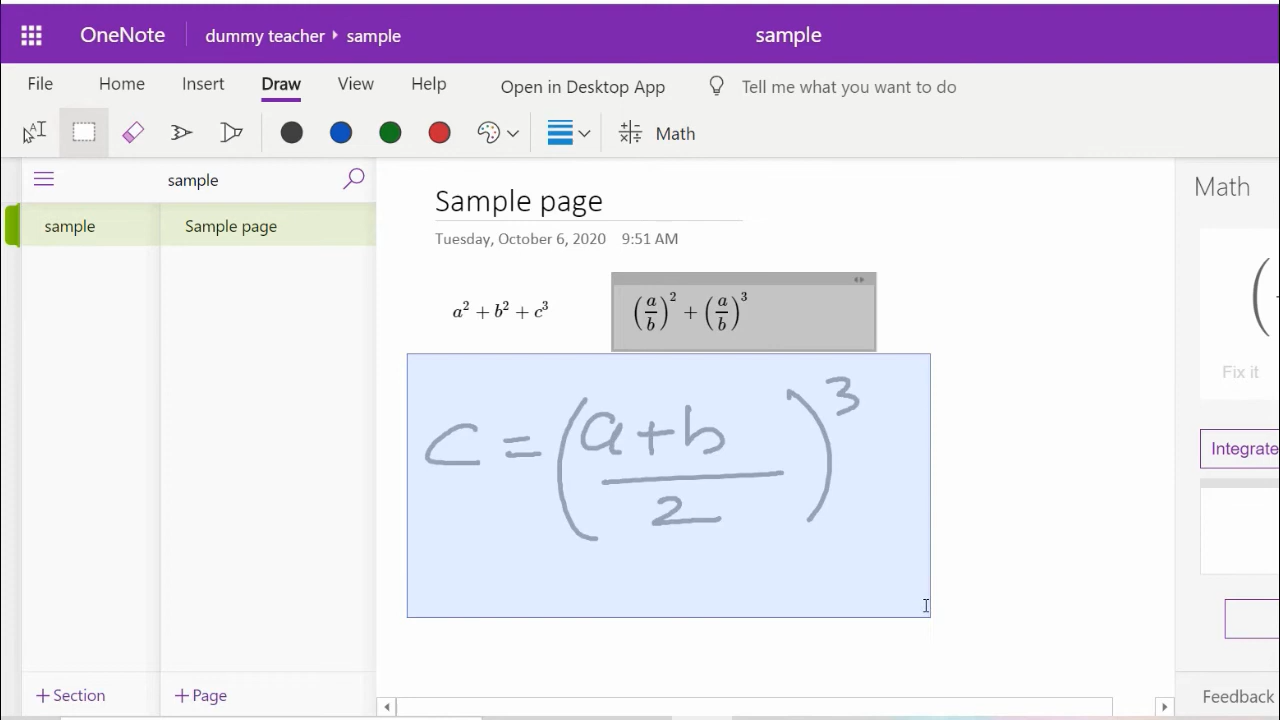 OneNote dummy teacher › sample sample
File Home Insert Draw View Help Open in Desktop App Tell me what you want to do
Math
sample
Math
sample Sample page
Sample page
Tuesday, October 6, 2020 9:51 AM
a² + b² + c³
(a/b)² + (a/b)³
c = ((a+b)/2)³
Fix it
Integrate
+ Section + Page
Feedback